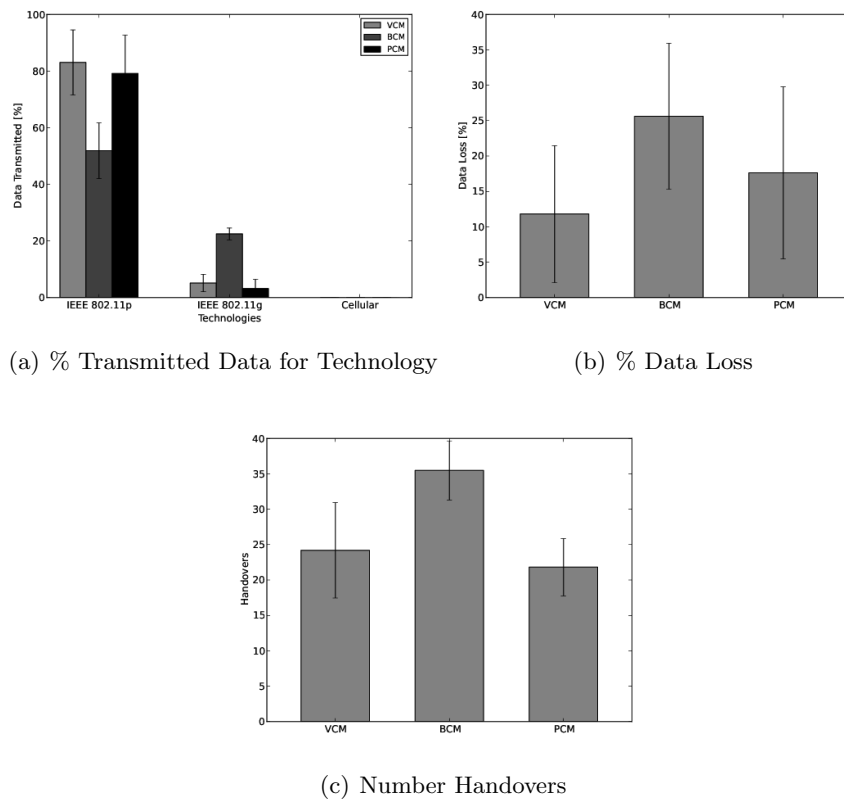 100
80
60
40
20
0
Data Transmitted [%]
VCM
BCM
PCM
IEEE 802.11p
IEEE 802.11g
Cellular
Technologies
(a) % Transmitted Data for Technology
40
35
30
25
20
15
10
5
0
Data Loss [%]
VCM
BCM
PCM
(b) % Data Loss
40
35
30
25
20
15
10
5
0
Handovers
VCM
BCM
PCM
(c) Number Handovers